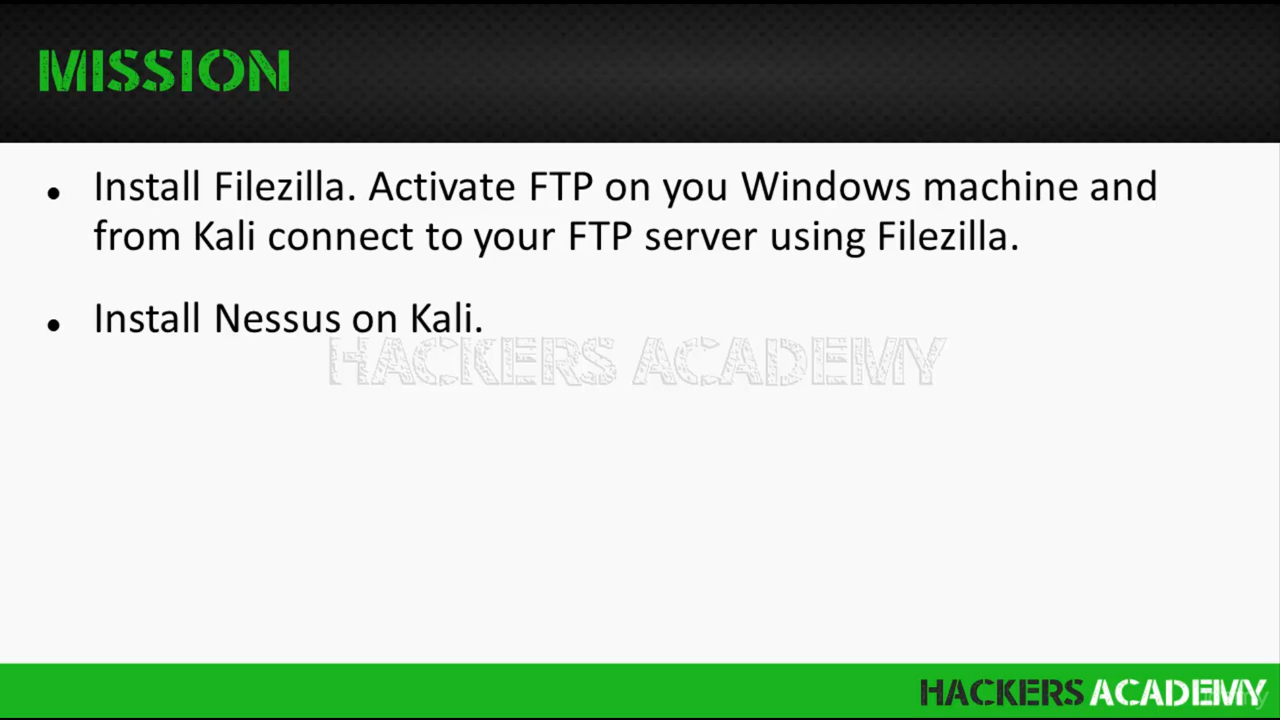 MISSION
• Install Filezilla. Activate FTP on you Windows machine and
from Kali connect to your FTP server using Filezilla.
• Install Nessus on Kali.
HACKERS ACADEMY
HACKERS ACADEMY